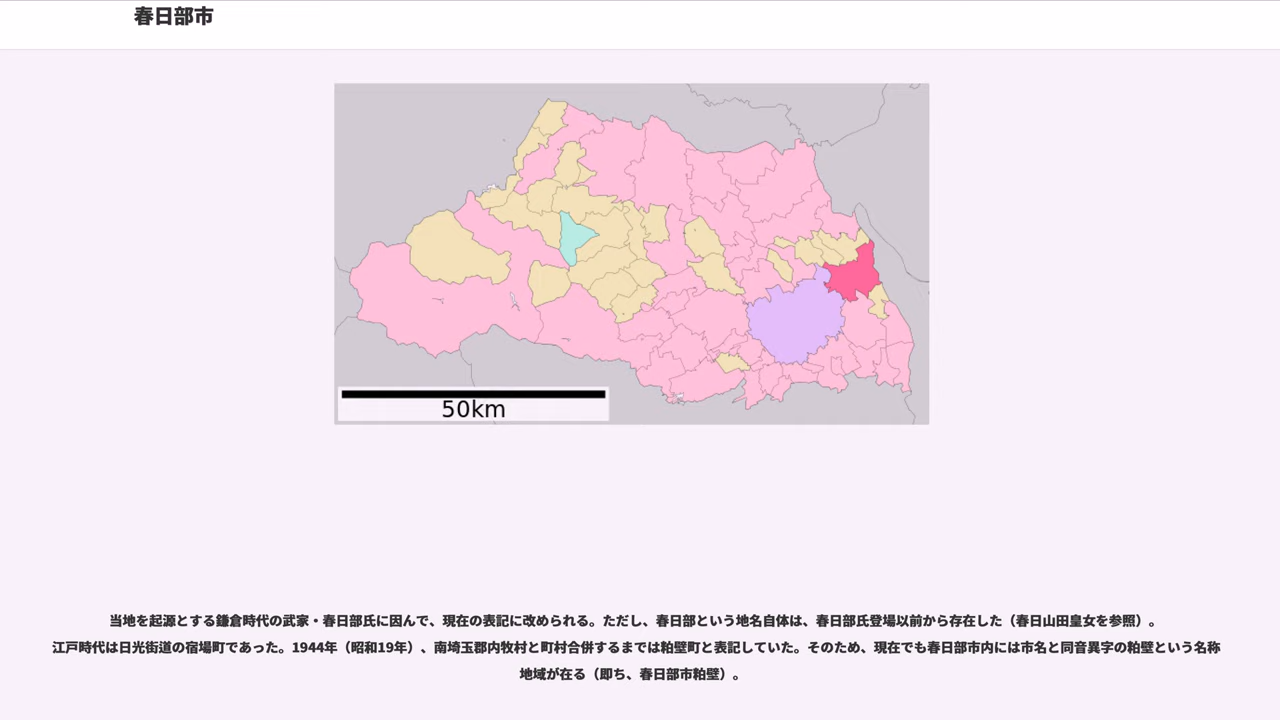 春日部市
50km
当地を起源とする鎌倉時代の武家・春日部氏に因んで、現在の表記に改められる。ただし、春日部という地名自体は、春日部氏登場以前から存在した（春日山田皇女を参照）。
江戸時代は日光街道の宿場町であった。1944年（昭和19年）、南埼玉郡内牧村と町村合併するまでは粕壁町と表記していた。そのため、現在でも春日部市内には市名と同音異字の粕壁という名称
地域が在る（即ち、春日部市粕壁）。